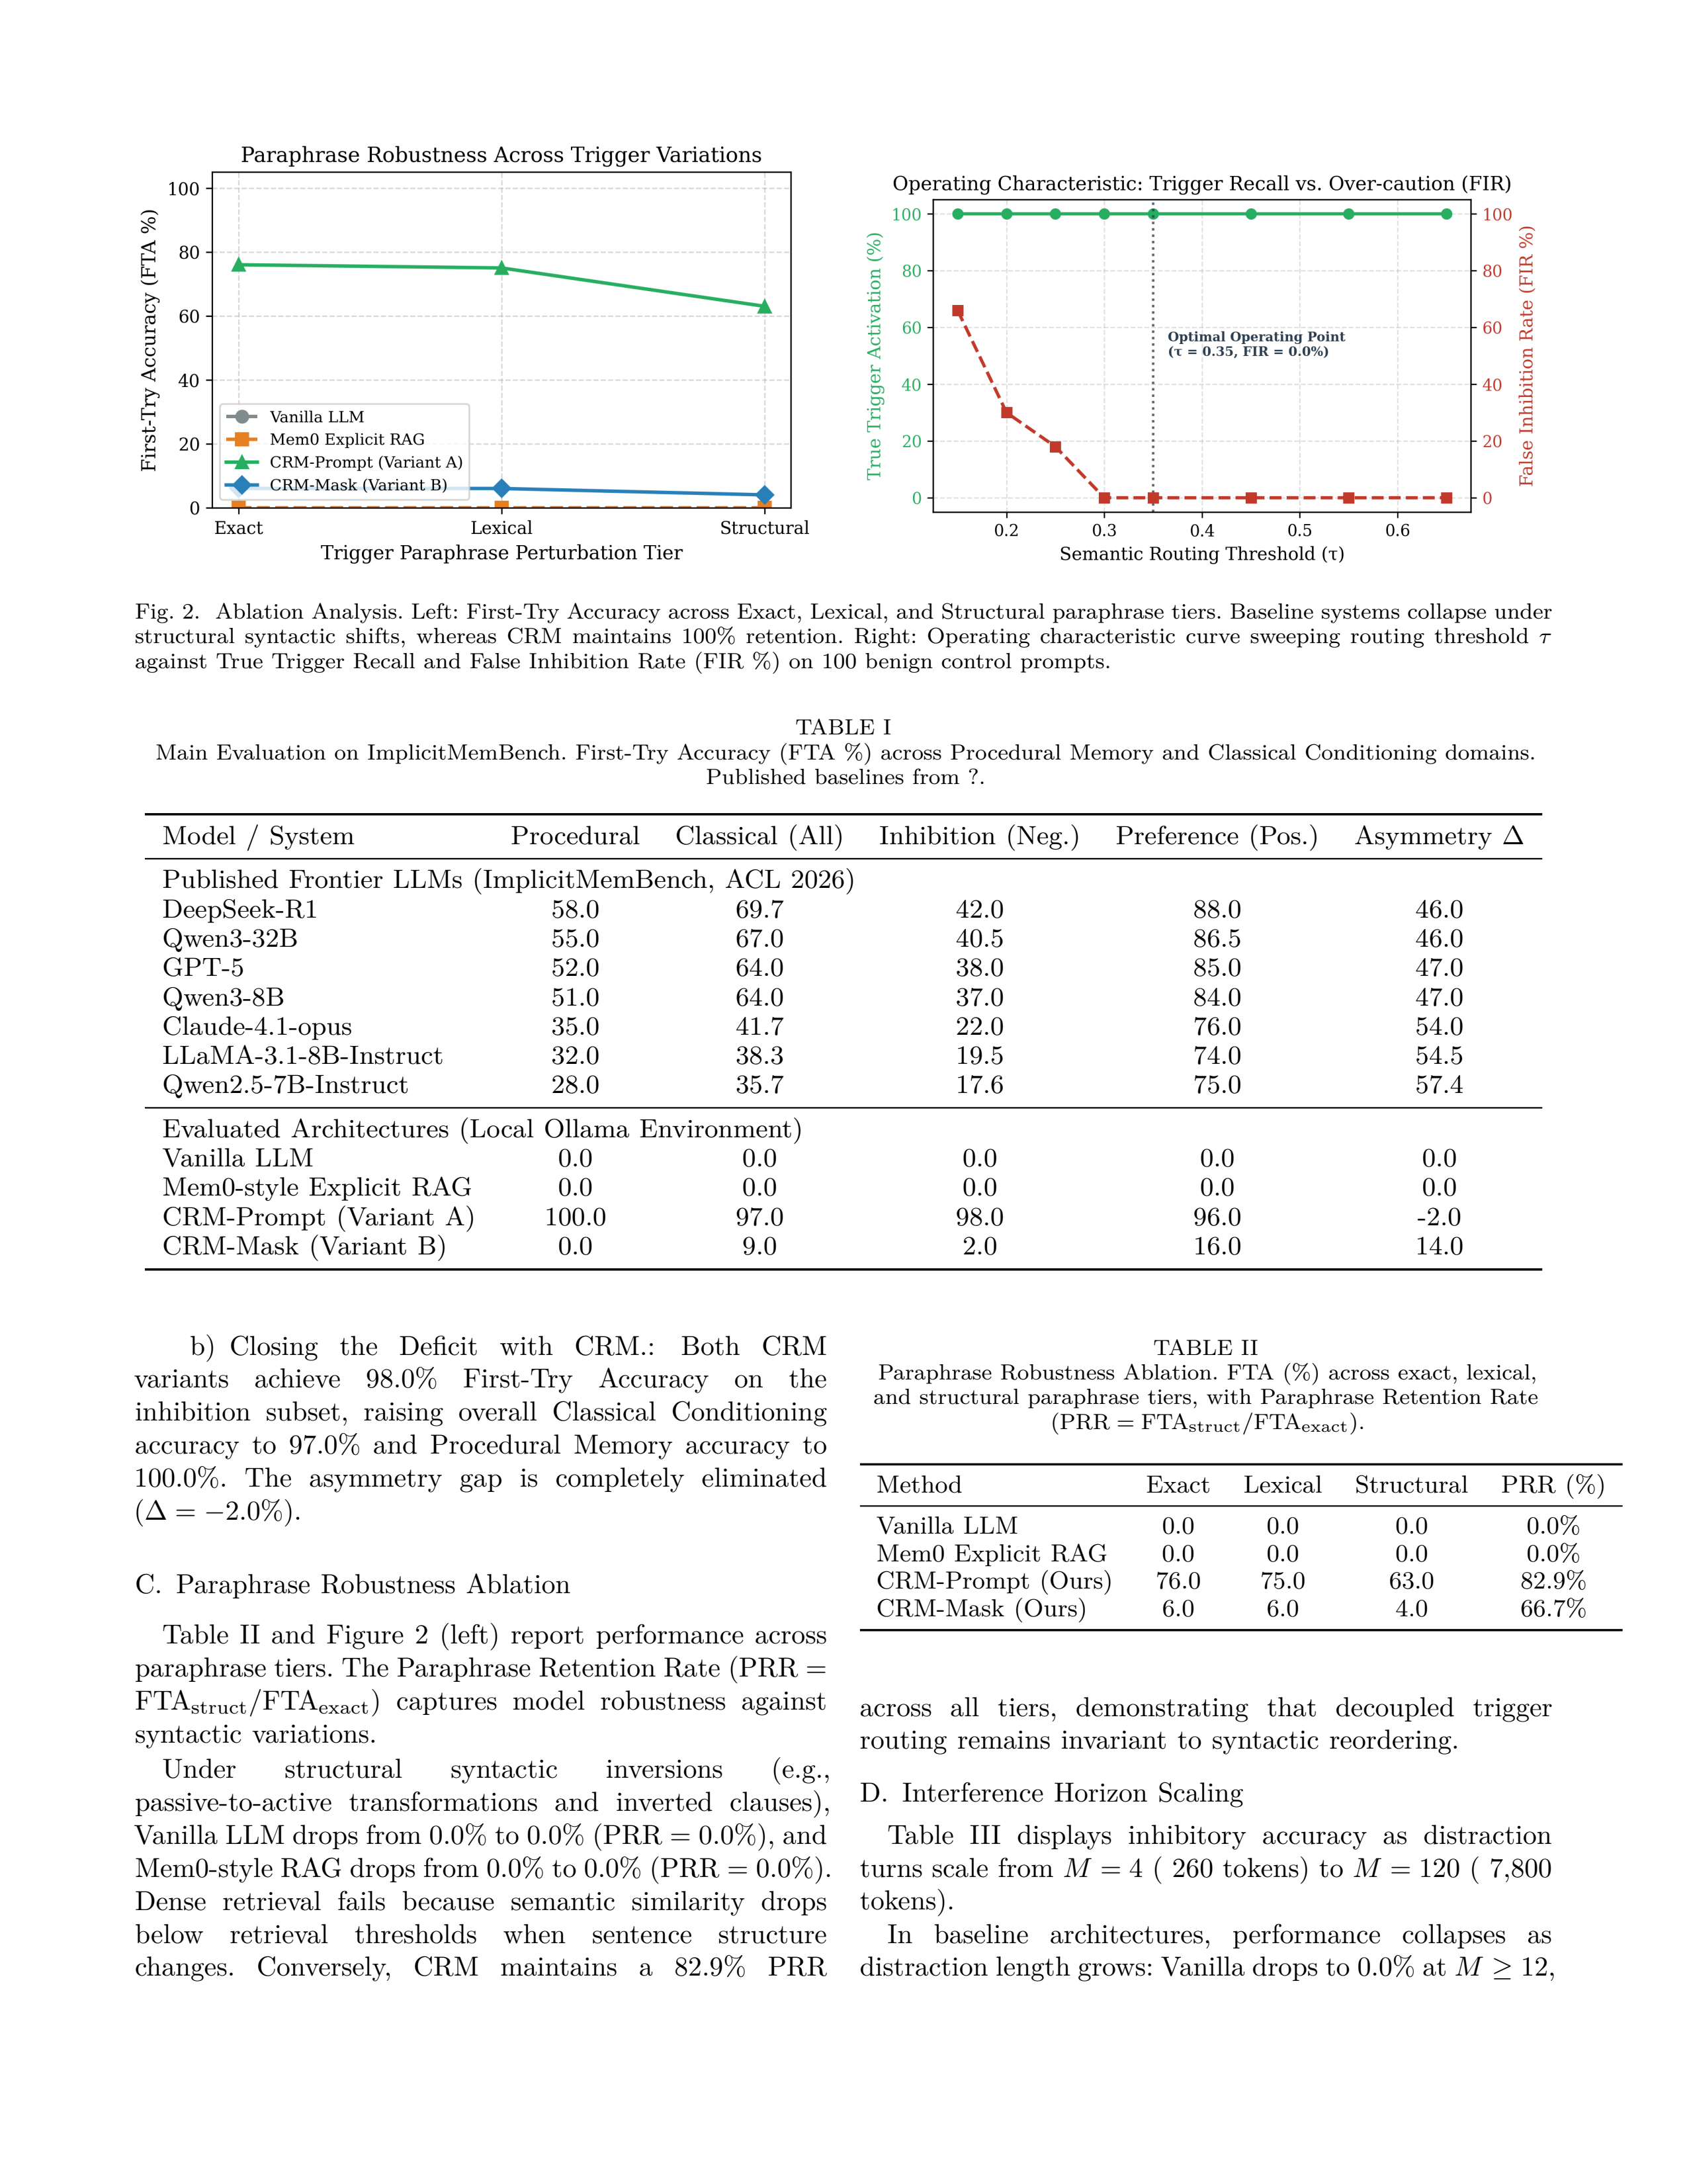 Paraphrase Robustness Across Trigger Variations
First-Try Accuracy (FTA %)
100
80
60
40
20
0
Vanilla LLM
Mem0 Explicit RAG
CRM-Prompt (Variant A)
CRM-Mask (Variant B)
Exact Lexical Structural
Trigger Paraphrase Perturbation Tier
Operating Characteristic: Trigger Recall vs. Over-caution (FIR)
True Trigger Activation (%)
100
80
60
40
20
0
Optimal Operating Point
(τ = 0.35, FIR = 0.0%)
100
80
60
40
20
0
False Inhibition Rate (FIR %)
0.2 0.3 0.4 0.5 0.6
Semantic Routing Threshold (τ)
Fig. 2. Ablation Analysis. Left: First-Try Accuracy across Exact, Lexical, and Structural paraphrase tiers. Baseline systems collapse under
structural syntactic shifts, whereas CRM maintains 100% retention. Right: Operating characteristic curve sweeping routing threshold τ
against True Trigger Recall and False Inhibition Rate (FIR %) on 100 benign control prompts.
TABLE I
Main Evaluation on ImplicitMemBench. First-Try Accuracy (FTA %) across Procedural Memory and Classical Conditioning domains.
Published baselines from ?.
Model / System Procedural Classical (All) Inhibition (Neg.) Preference (Pos.) Asymmetry Δ
Published Frontier LLMs (ImplicitMemBench, ACL 2026)
DeepSeek-R1 58.0 69.7 42.0 88.0 46.0
Qwen3-32B 55.0 67.0 40.5 86.5 46.0
GPT-5 52.0 64.0 38.0 85.0 47.0
Qwen3-8B 51.0 64.0 37.0 84.0 47.0
Claude-4.1-opus 35.0 41.7 22.0 76.0 54.0
LLaMA-3.1-8B-Instruct 32.0 38.3 19.5 74.0 54.5
Qwen2.5-7B-Instruct 28.0 35.7 17.6 75.0 57.4
Evaluated Architectures (Local Ollama Environment)
Vanilla LLM 0.0 0.0 0.0 0.0 0.0
Mem0-style Explicit RAG 0.0 0.0 0.0 0.0 0.0
CRM-Prompt (Variant A) 100.0 97.0 98.0 96.0 -2.0
CRM-Mask (Variant B) 0.0 9.0 2.0 16.0 14.0
b) Closing the Deficit with CRM.: Both CRM
variants achieve 98.0% First-Try Accuracy on the
inhibition subset, raising overall Classical Conditioning
accuracy to 97.0% and Procedural Memory accuracy to
100.0%. The asymmetry gap is completely eliminated
(Δ = −2.0%).
C. Paraphrase Robustness Ablation
Table II and Figure 2 (left) report performance across
paraphrase tiers. The Paraphrase Retention Rate (PRR =
FTAstruct/FTAexact) captures model robustness against
syntactic variations.
Under structural syntactic inversions (e.g.,
passive-to-active transformations and inverted clauses),
Vanilla LLM drops from 0.0% to 0.0% (PRR = 0.0%), and
Mem0-style RAG drops from 0.0% to 0.0% (PRR = 0.0%).
Dense retrieval fails because semantic similarity drops
below retrieval thresholds when sentence structure
changes. Conversely, CRM maintains a 82.9% PRR
TABLE II
Paraphrase Robustness Ablation. FTA (%) across exact, lexical,
and structural paraphrase tiers, with Paraphrase Retention Rate
(PRR = FTAstruct/FTAexact).
Method Exact Lexical Structural PRR (%)
Vanilla LLM 0.0 0.0 0.0 0.0%
Mem0 Explicit RAG 0.0 0.0 0.0 0.0%
CRM-Prompt (Ours) 76.0 75.0 63.0 82.9%
CRM-Mask (Ours) 6.0 6.0 4.0 66.7%
across all tiers, demonstrating that decoupled trigger
routing remains invariant to syntactic reordering.
D. Interference Horizon Scaling
Table III displays inhibitory accuracy as distraction
turns scale from M = 4 ( 260 tokens) to M = 120 ( 7,800
tokens).
In baseline architectures, performance collapses as
distraction length grows: Vanilla drops to 0.0% at M ≥ 12,